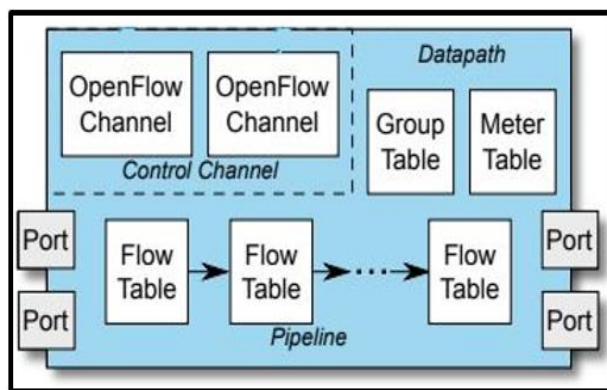 OpenFlow
Channel
OpenFlow
Channel
Control Channel
Datapath
Group
Table
Meter
Table
Port
Port
Flow
Table
Flow
Table
...
Flow
Table
Pipeline
Port
Port